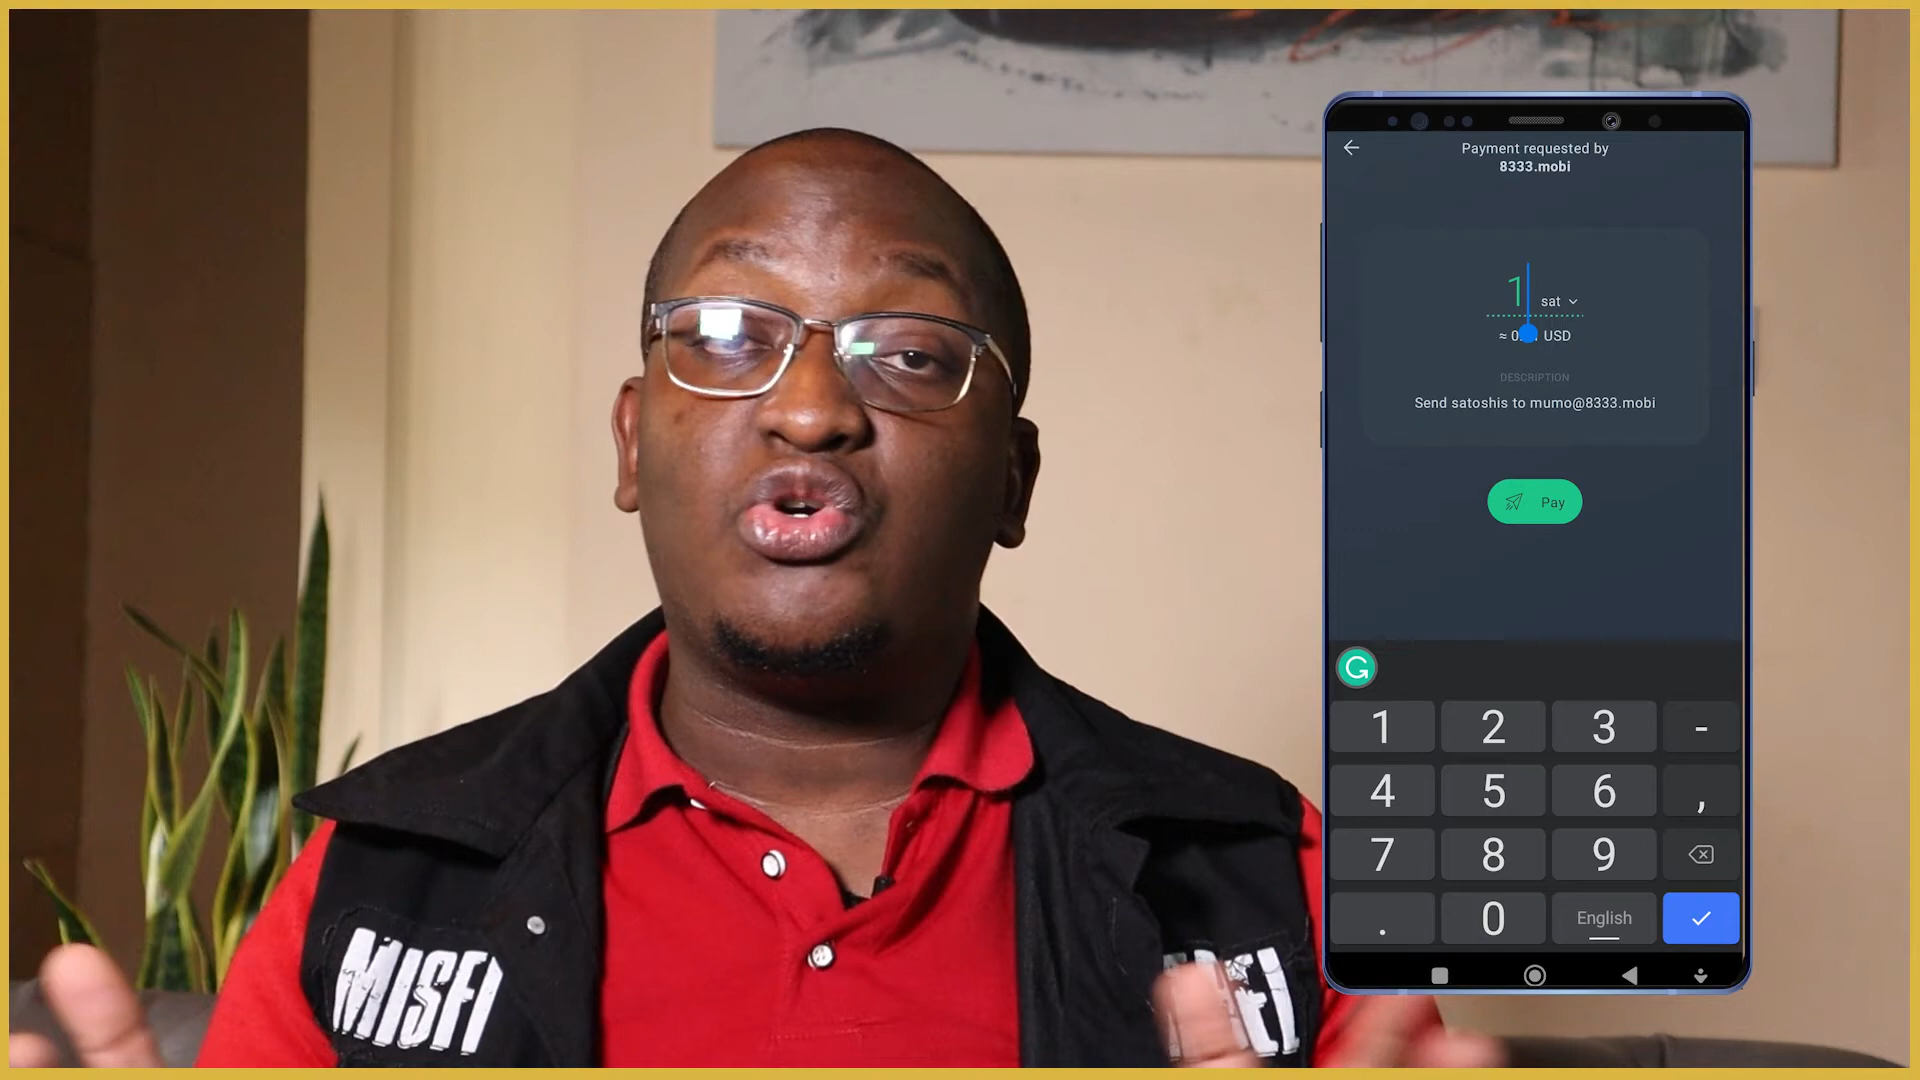 Payment requested by
8333.mobi
1 sat
≈ USD
DESCRIPTION
Send satoshis to mumo@8333.mobi
Pay
G
1 2 3 -
4 5 6 ,
7 8 9
. 0 English
MISFI